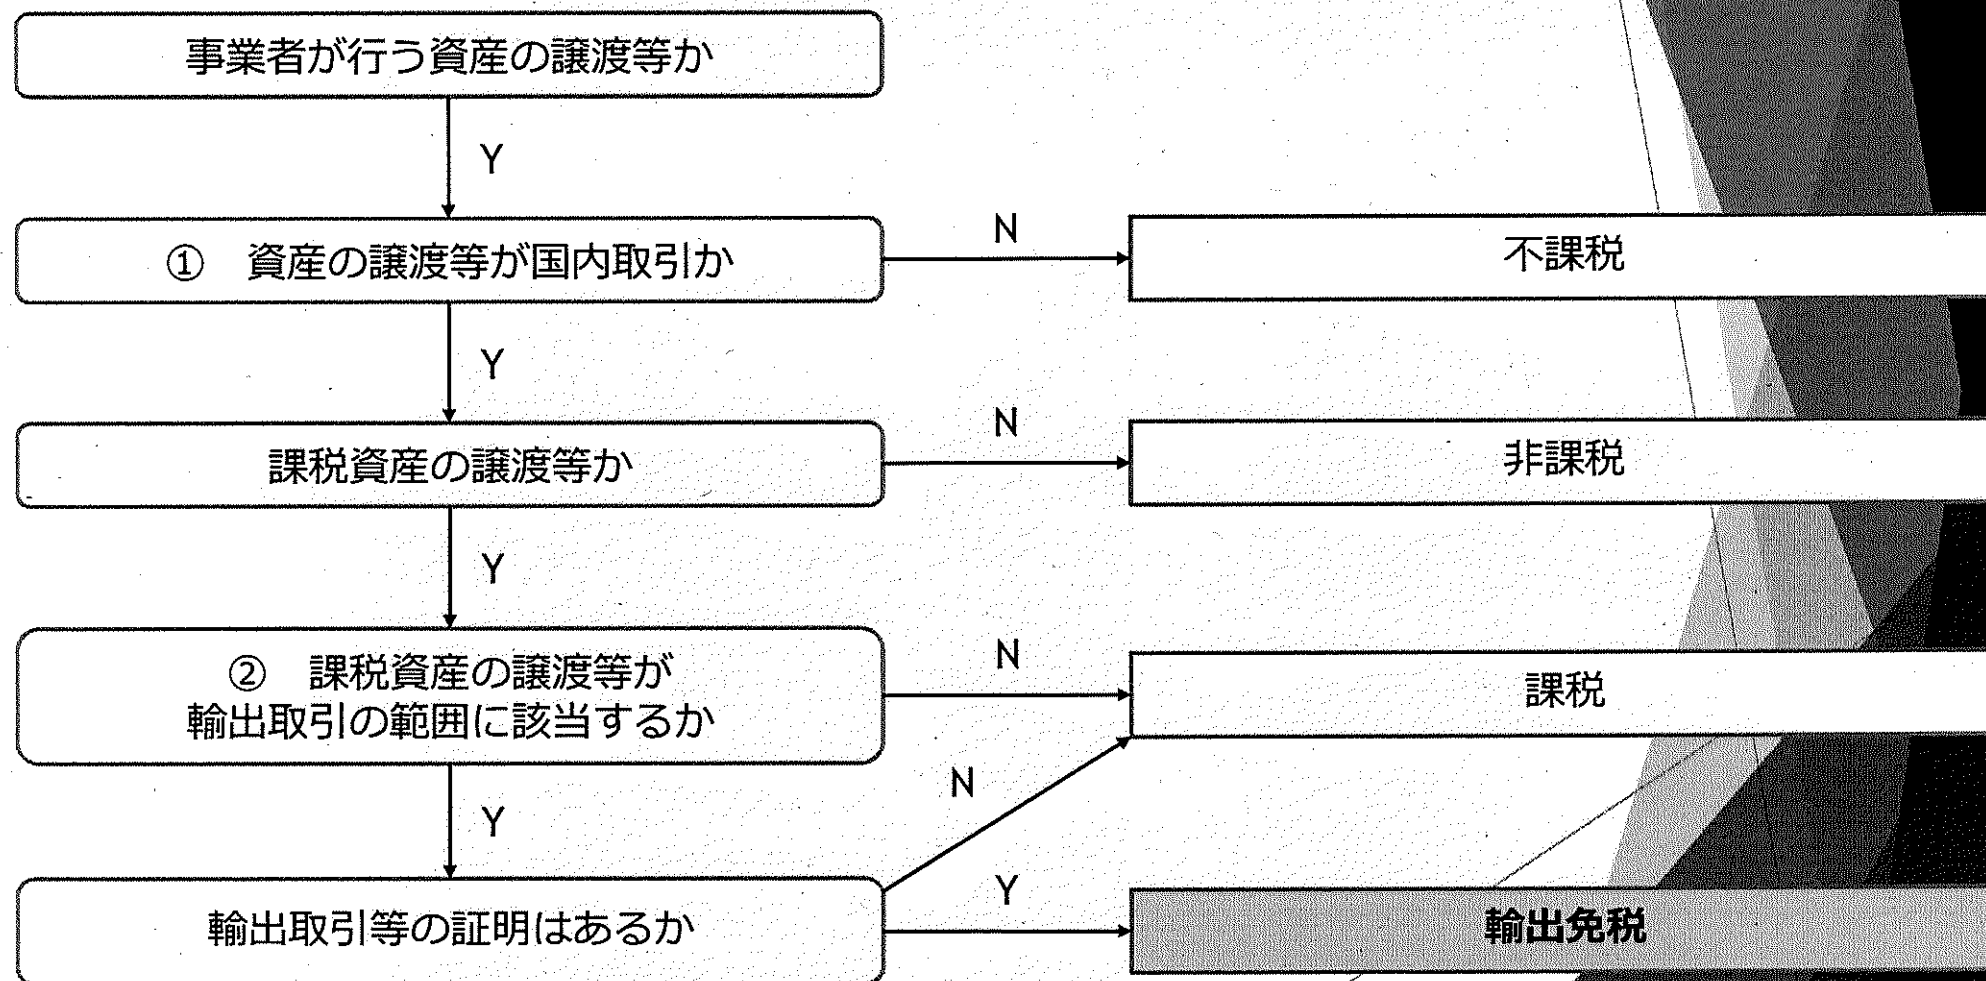 事業者が行う資産の譲渡等か
Y
① 資産の譲渡等が国内取引か
N
不課税
Y
課税資産の譲渡等か
N
非課税
Y
② 課税資産の譲渡等が
輸出取引の範囲に該当するか
N
課税
Y
N
輸出取引等の証明はあるか
Y
輸出免税